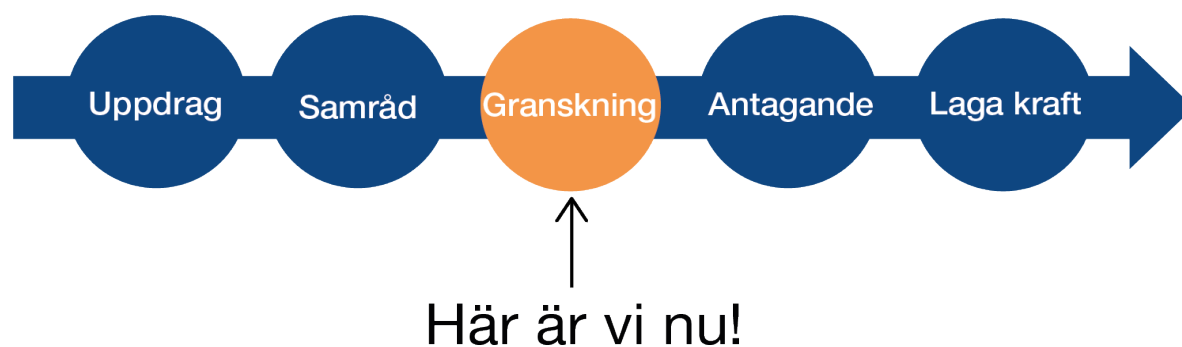 Uppdrag
Samråd
Granskning
Antagande
Laga kraft
Här är vi nu!